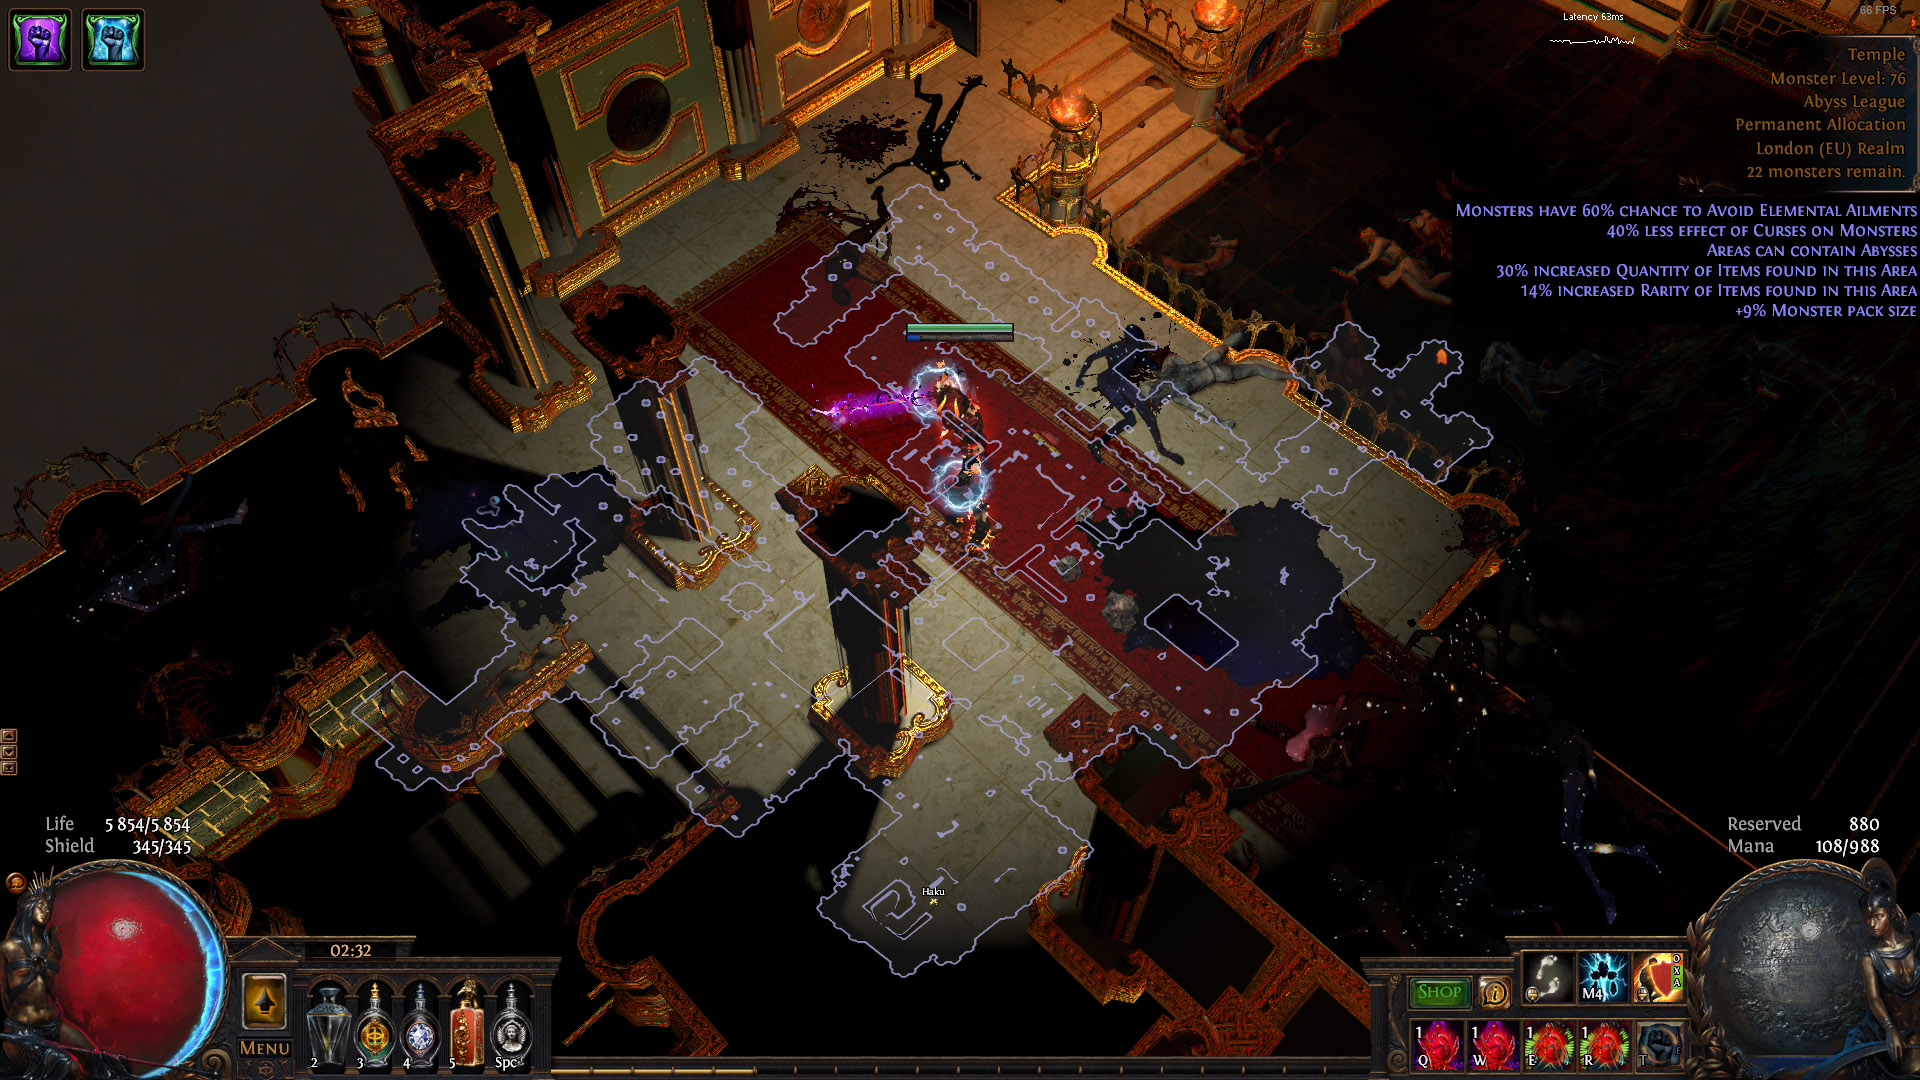 66 FPS
Latency 63ms
Temple
Monster Level: 76
Abyss League
Permanent Allocation
London (EU) Realm
22 monsters remain.
Monsters have 60% chance to Avoid Elemental Ailments
40% less effect of Curses on Monsters
Areas can contain Abysses
30% increased Quantity of Items found in this Area
14% increased Rarity of Items found in this Area
+9% Monster pack size
Life 5 854/5 854
Shield 345/345
Reserved 880
Mana 108/988
Haku
02:32
Menu
2 3 4 5 Spc
Shop
M4
O
X
A
1 1 1 1
Q W E R T